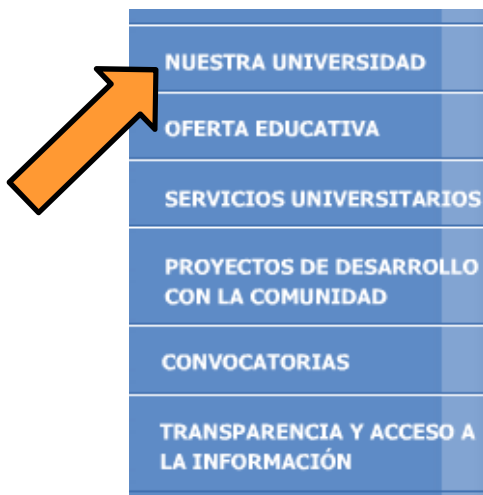 NUESTRA UNIVERSIDAD
OFERTA EDUCATIVA
SERVICIOS UNIVERSITARIOS
PROYECTOS DE DESARROLLO
CON LA COMUNIDAD
CONVOCATORIAS
TRANSPARENCIA Y ACCESO A
LA INFORMACIÓN